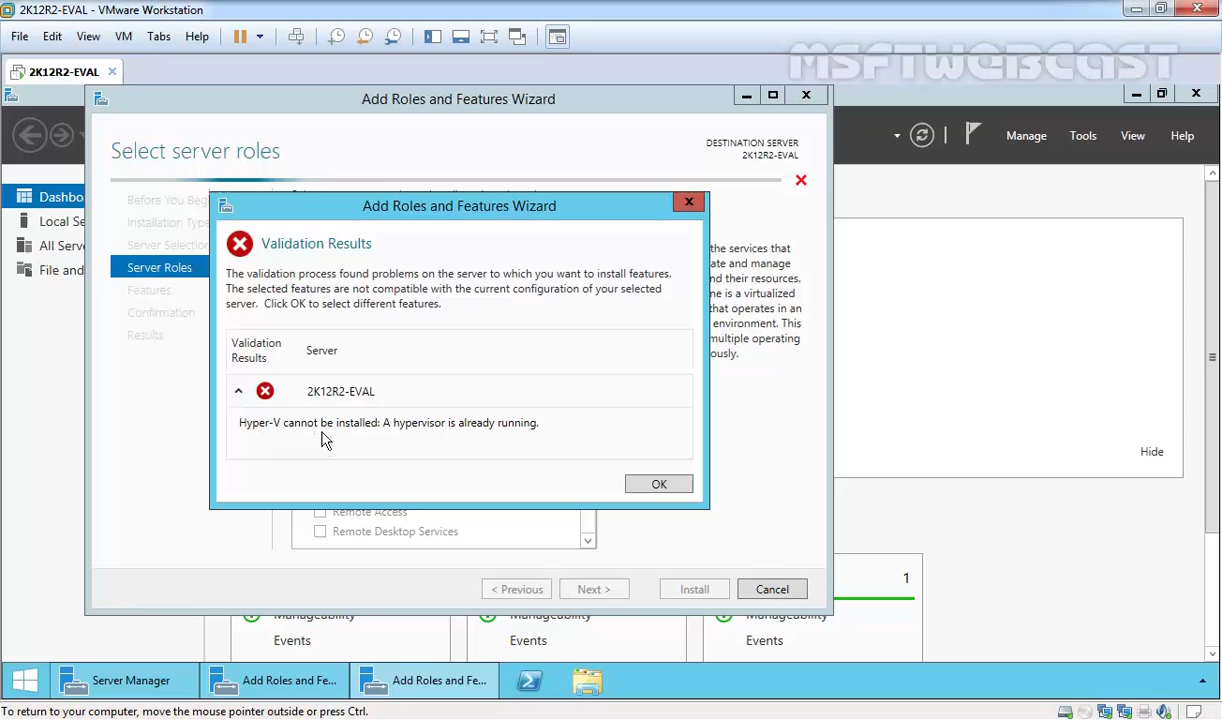 2K12R2-EVAL - VMware Workstation
File Edit View VM Tabs Help
MSFTWEBCAST
2K12R2-EVAL
Add Roles and Features Wizard
Manage Tools View Help
Select server roles
DESTINATION SERVER
2K12R2-EVAL
Before You Beg
Installation Type
Server Selection
Server Roles
Features
Confirmation
Results
Dashbo
Local Se
All Serve
File and
Add Roles and Features Wizard
Validation Results
The validation process found problems on the server to which you want to install features.
The selected features are not compatible with the current configuration of your selected
server. Click OK to select different features.
Validation
Results
Server
2K12R2-EVAL
Hyper-V cannot be installed: A hypervisor is already running.
OK
the services that
ate and manage
nd their resources.
ne is a virtualized
that operates in an
environment. This
multiple operating
ously.
Hide
Remote Access
Remote Desktop Services
< Previous Next > Install Cancel
1
Manageability Manageability Manageability
Events Events Events
Server Manager Add Roles and Fe... Add Roles and Fe...
To return to your computer, move the mouse pointer outside or press Ctrl.